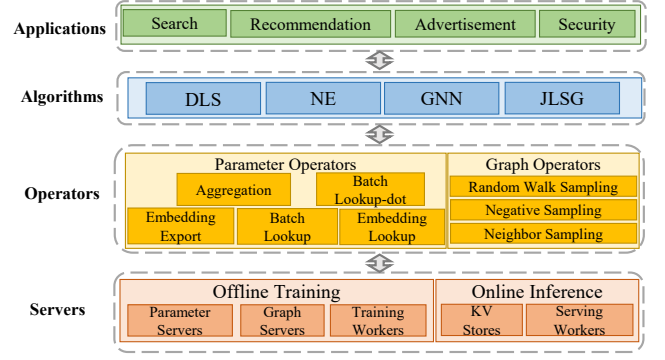 Applications
Search
Recommendation
Advertisement
Security
Algorithms
DLS
NE
GNN
JLSG
Operators
Parameter Operators
Aggregation
Batch
Lookup-dot
Embedding
Export
Batch
Lookup
Embedding
Lookup
Graph Operators
Random Walk Sampling
Negative Sampling
Neighbor Sampling
Servers
Offline Training
Parameter
Servers
Graph
Servers
Training
Workers
Online Inference
KV
Stores
Serving
Workers